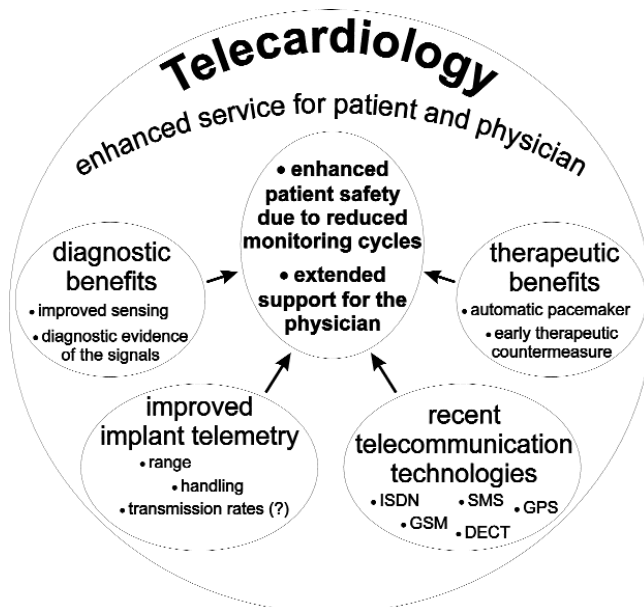 Telecardiology
enhanced service for patient and physician
• enhanced
patient safety
due to reduced
monitoring cycles
• extended
support for the
physician
diagnostic
benefits
• improved sensing
• diagnostic evidence
of the signals
therapeutic
benefits
• automatic pacemaker
• early therapeutic
countermeasure
improved
implant telemetry
• range
• handling
• transmission rates (?)
recent
telecommunication
technologies
• ISDN • SMS • GPS
• GSM • DECT